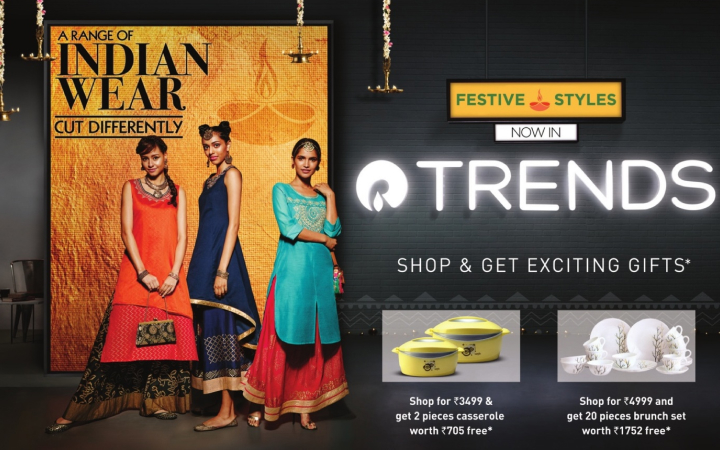 A RANGE OF
INDIAN
WEAR
CUT DIFFERENTLY
FESTIVE STYLES
NOW IN
TRENDS
SHOP & GET EXCITING GIFTS*
Shop for ₹3499 &
get 2 pieces casserole
worth ₹705 free*
Shop for ₹4999 and
get 20 pieces brunch set
worth ₹1752 free*